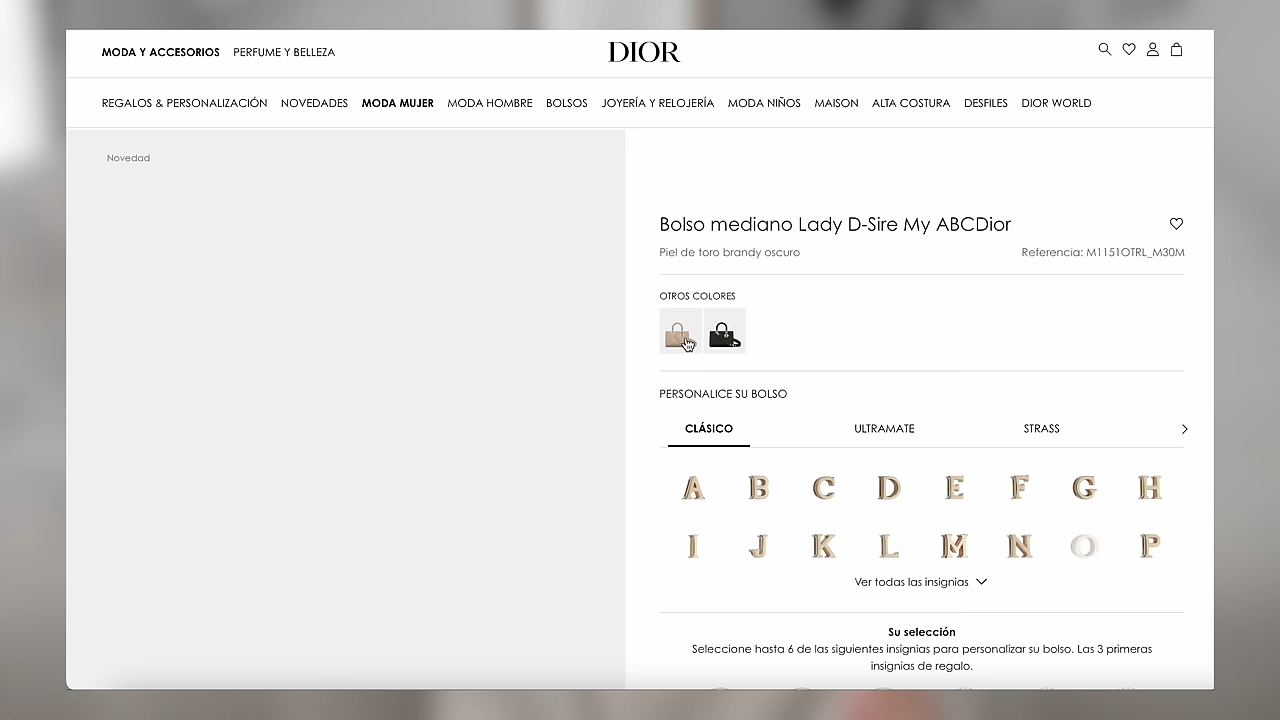 MODA Y ACCESORIOS PERFUME Y BELLEZA DIOR
REGALOS & PERSONALIZACIÓN NOVEDADES MODA MUJER MODA HOMBRE BOLSOS JOYERÍA Y RELOJERÍA MODA NIÑOS MAISON ALTA COSTURA DESFILES DIOR WORLD
Novedad
Bolso mediano Lady D-Sire My ABCDior
Piel de toro brandy oscuro Referencia: M1151OTRL_M30M
OTROS COLORES
PERSONALICE SU BOLSO
CLÁSICO ULTRAMATE STRASS
A B C D E F G H
I J K L M N O P
Ver todas las insignias
Su selección
Seleccione hasta 6 de las siguientes insignias para personalizar su bolso. Las 3 primeras
insignias de regalo.